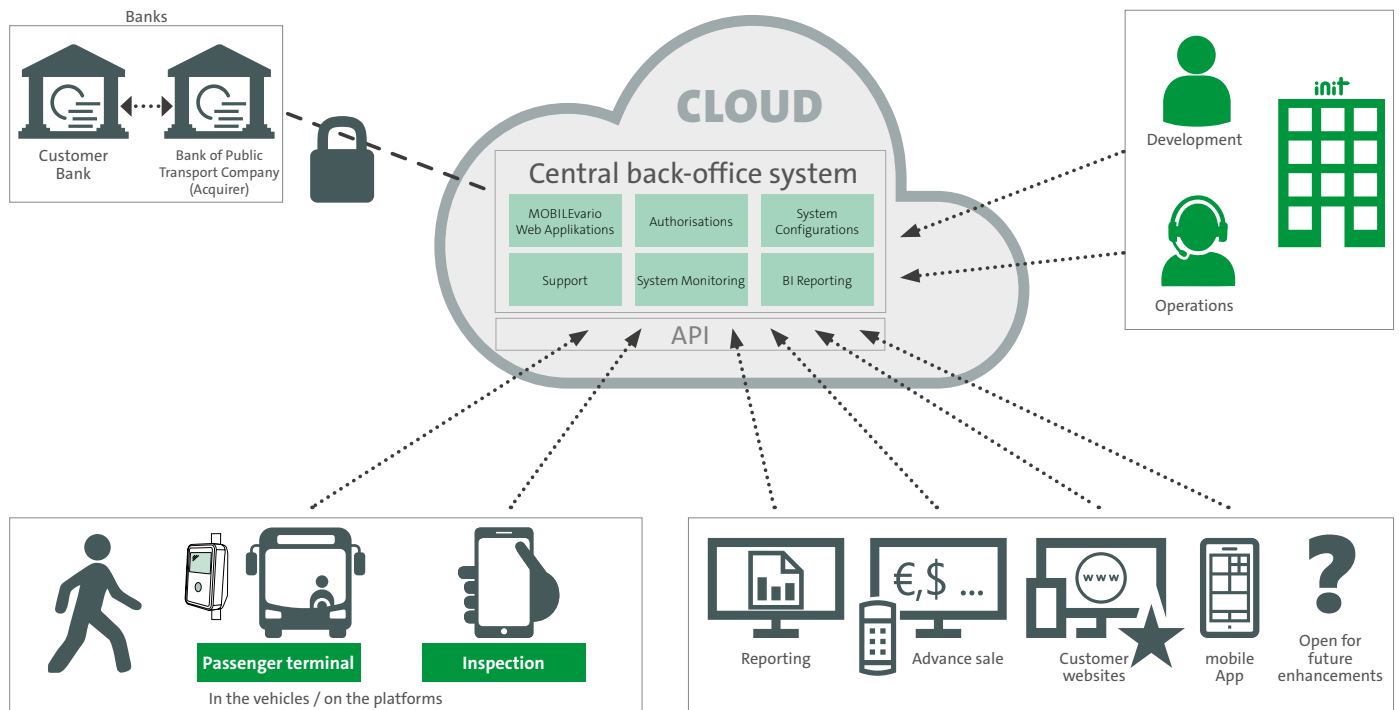 Banks
Customer
Bank
Bank of Public
Transport Company
(Acquirer)
CLOUD
Central back-office system
MOBILEvario
Web Applikations
Authorisations
System
Configurations
Support
System Monitoring
BI Reporting
API
init
Development
Operations
Passenger terminal
Inspection
In the vehicles / on the platforms
€,$ ...
www
Reporting
Advance sale
Customer
websites
mobile
App
?
Open for
future
enhancements